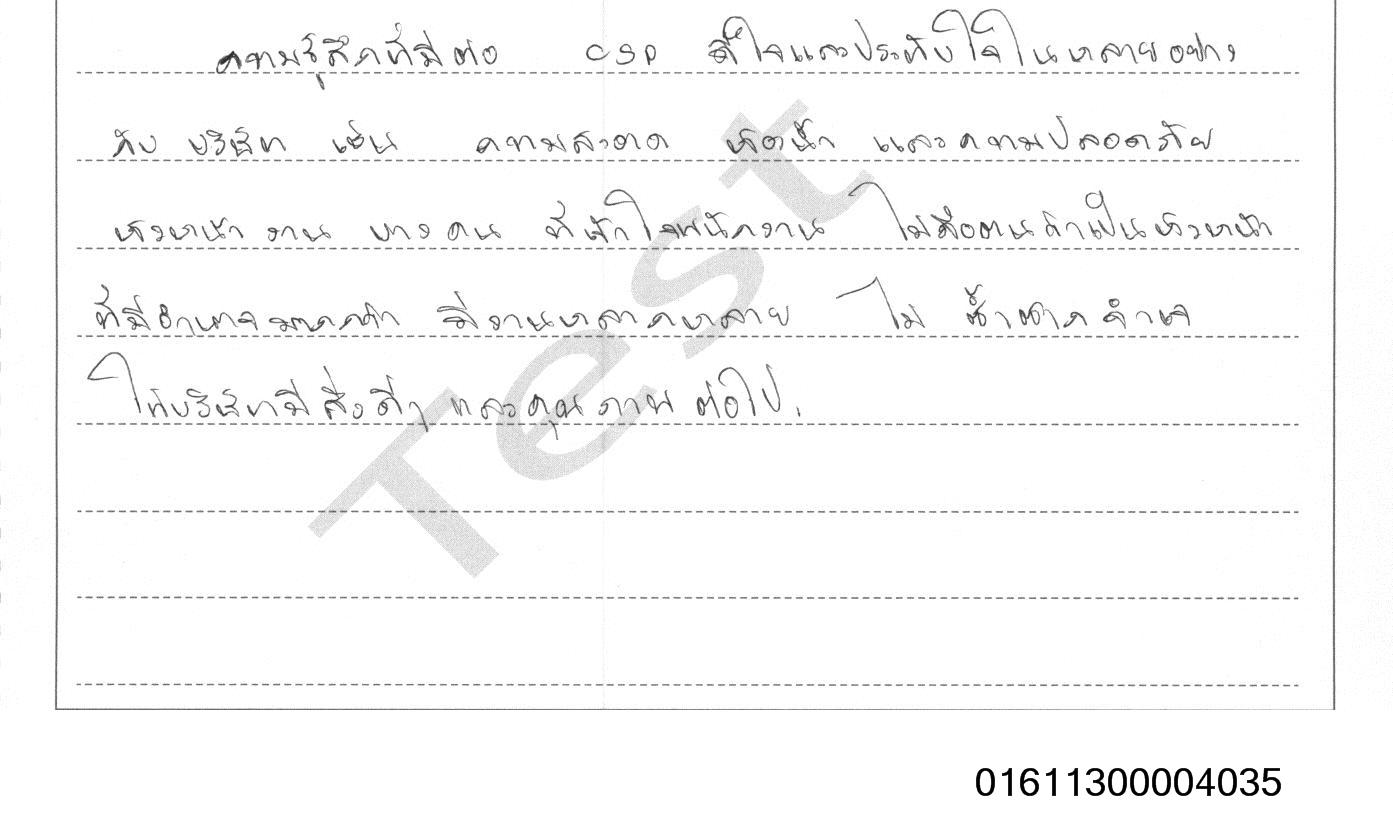 ความรู้สึกที่มีต่อ CSP ดีใจและประทับใจในหลายอย่าง
กับ บริษัท เช่น ความสะอาด ห้องน้ำ และความปลอดภัย
หัวหน้างาน บางคน ที่เข้าใจพนักงาน ไม่ถือตนว่าเป็นหัวหน้า
ที่มีอำนาจมากกว่า มีงานหลากหลาย ไม่ ซ้ำซากจำเจ
ให้บริษัทมีสิ่งดีๆ และคุณภาพ ต่อไป.
Test
01611300004035